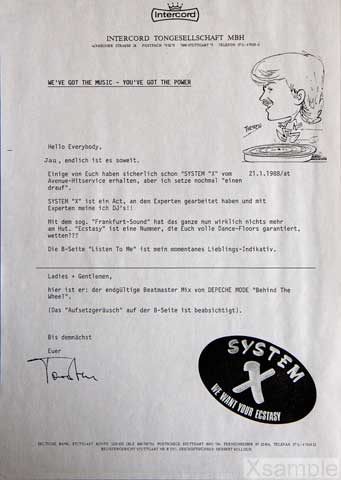 Intercord
INTERCORD TONGESELLSCHAFT MBH
WE'VE GOT THE MUSIC - YOU'VE GOT THE POWER
Hello Everybody,
Jau, endlich ist es soweit.
Einige von Euch haben sicherlich schon "SYSTEM "X" vom
Avenue-Hitservice erhalten, aber ich setze nochmal "einen
drauf".
21.1.1988/at
SYSTEM "X" ist ein Act, an dem Experten gearbeitet haben und mit
Experten meine ich DJ's!!
Mit dem sog. "Frankfurt-Sound" hat das ganze nun wirklich nichts mehr
am Hut. "Ecstasy" ist eine Nummer, die Euch volle Dance-Floors garantiert,
wetten???
Die B-Seite "Listen To Me" ist mein momentanes Lieblings-Indikativ.
Ladies + Gentlemen,
hier ist er: der endgültige Beatmaster Mix von DEPECHE MODE "Behind The
Wheel".
(Das "Aufsetzgeräusch" auf der B-Seite ist beabsichtigt).
Bis demnächst
Euer
Torsten
SYSTEM
X
WE WANT YOUR ECSTASY
Xsample